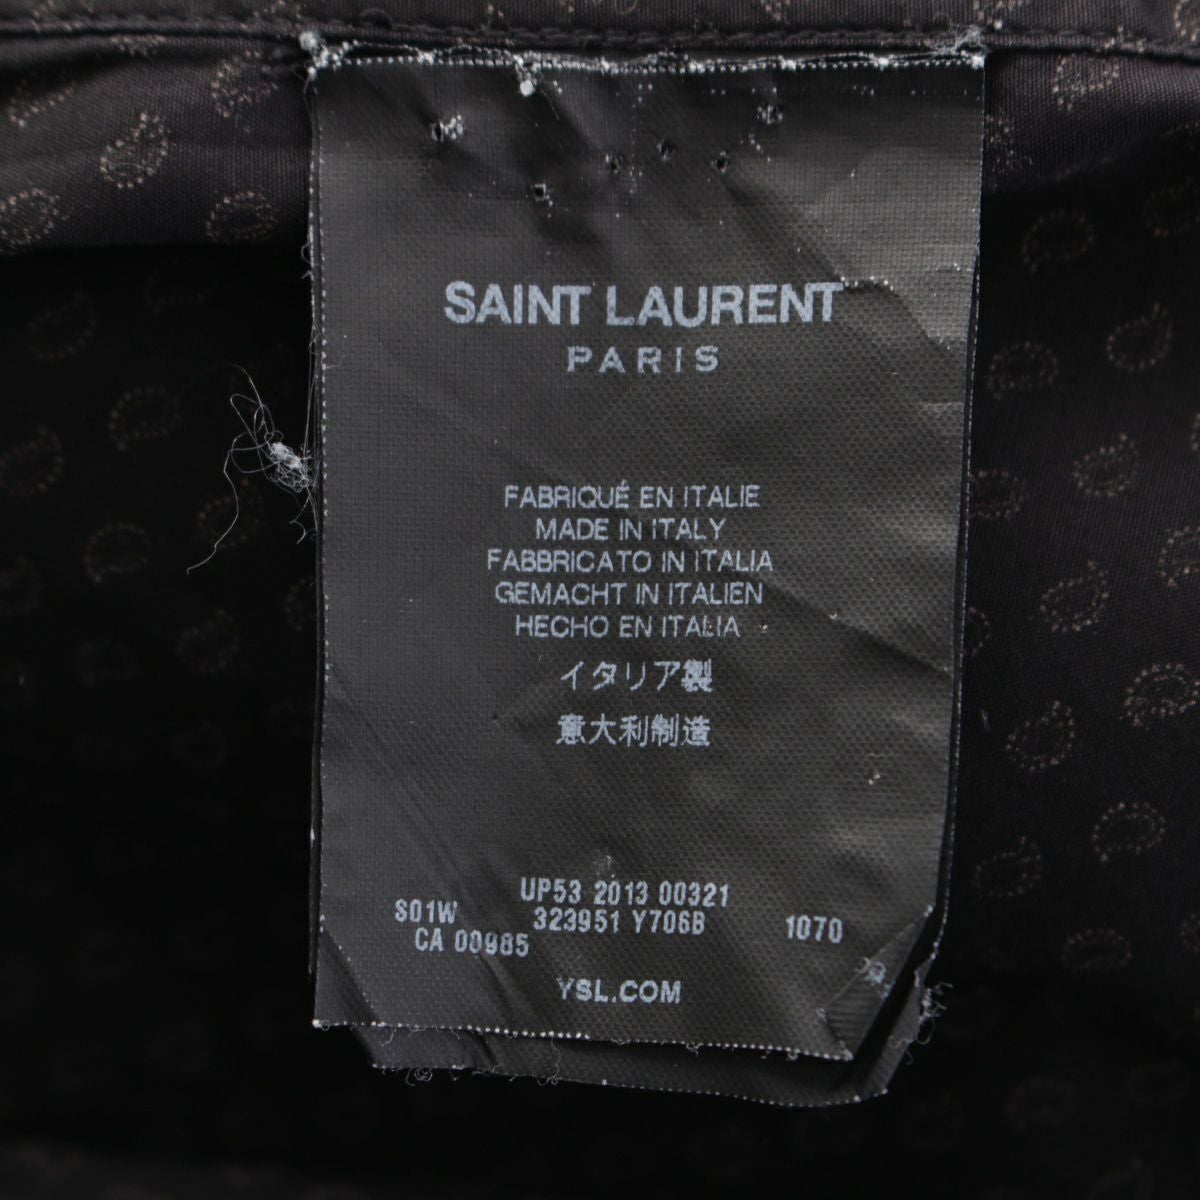 SAINT LAURENT
PARIS
FABRIQUÉ EN ITALIE
MADE IN ITALY
FABBRICATO IN ITALIA
GEMACHT IN ITALIEN
HECHO EN ITALIA
イタリア製
意大利制造
UP53 2013 00321
S01W 323951 Y706B 1070
CA 00985
YSL.COM